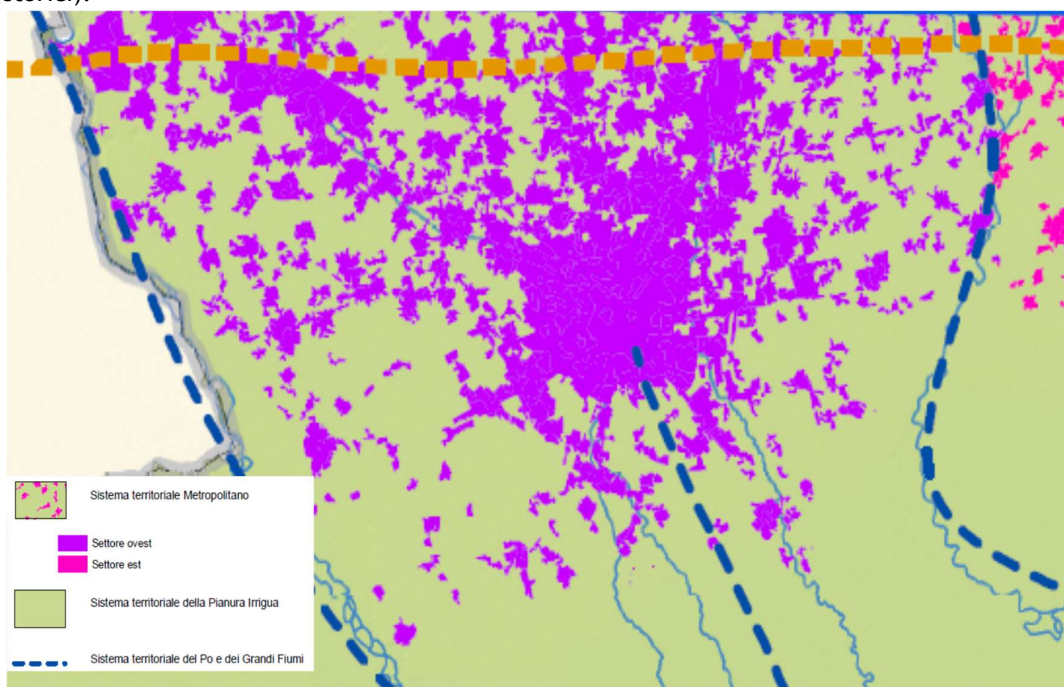 Sistema territoriale Metropolitano
Settore ovest
Settore est
Sistema territoriale della Pianura Irrigua
Sistema territoriale del Po e dei Grandi Fiumi